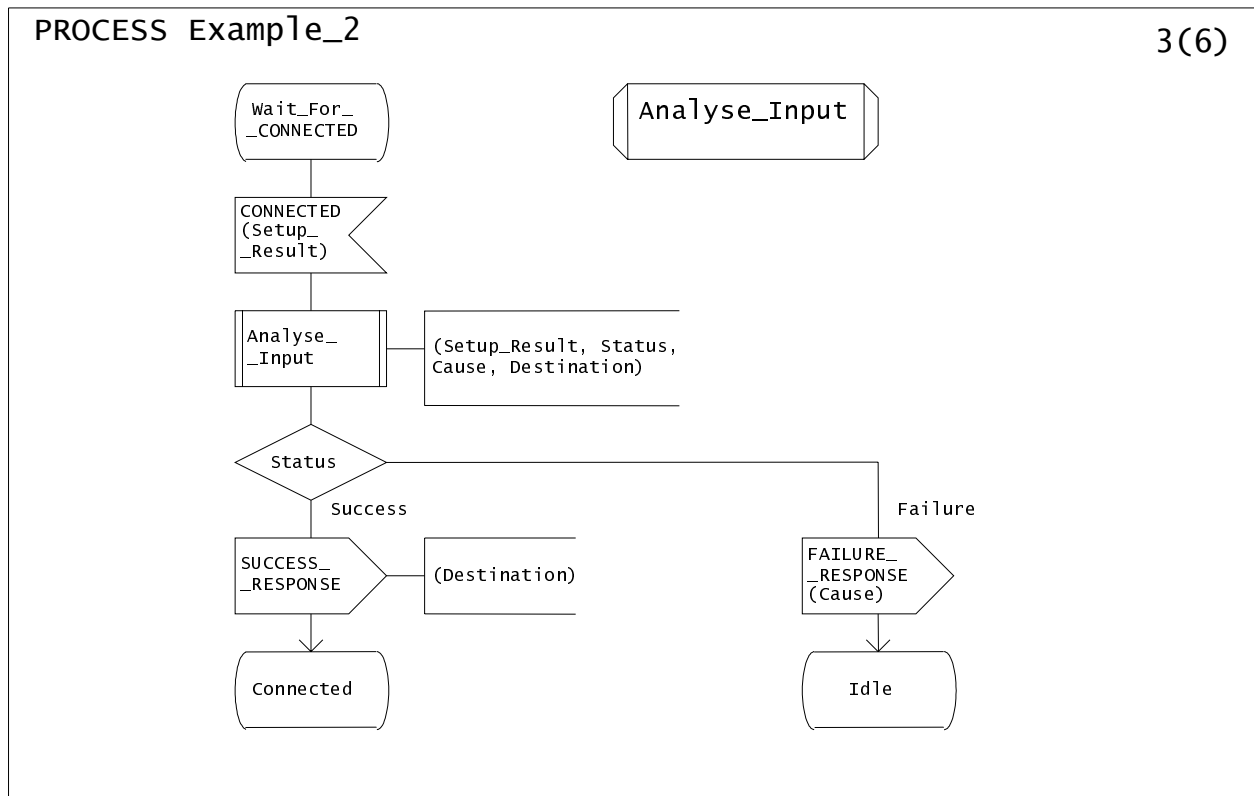 PROCESS Example_2
3(6)
Wait_For_
_CONNECTED
Analyse_Input
CONNECTED
(Setup_
_Result)
Analyse_
_Input
(Setup_Result, Status,
Cause, Destination)
Status
Success
Failure
SUCCESS_
_RESPONSE
(Destination)
FAILURE_
_RESPONSE
(Cause)
Connected
Idle